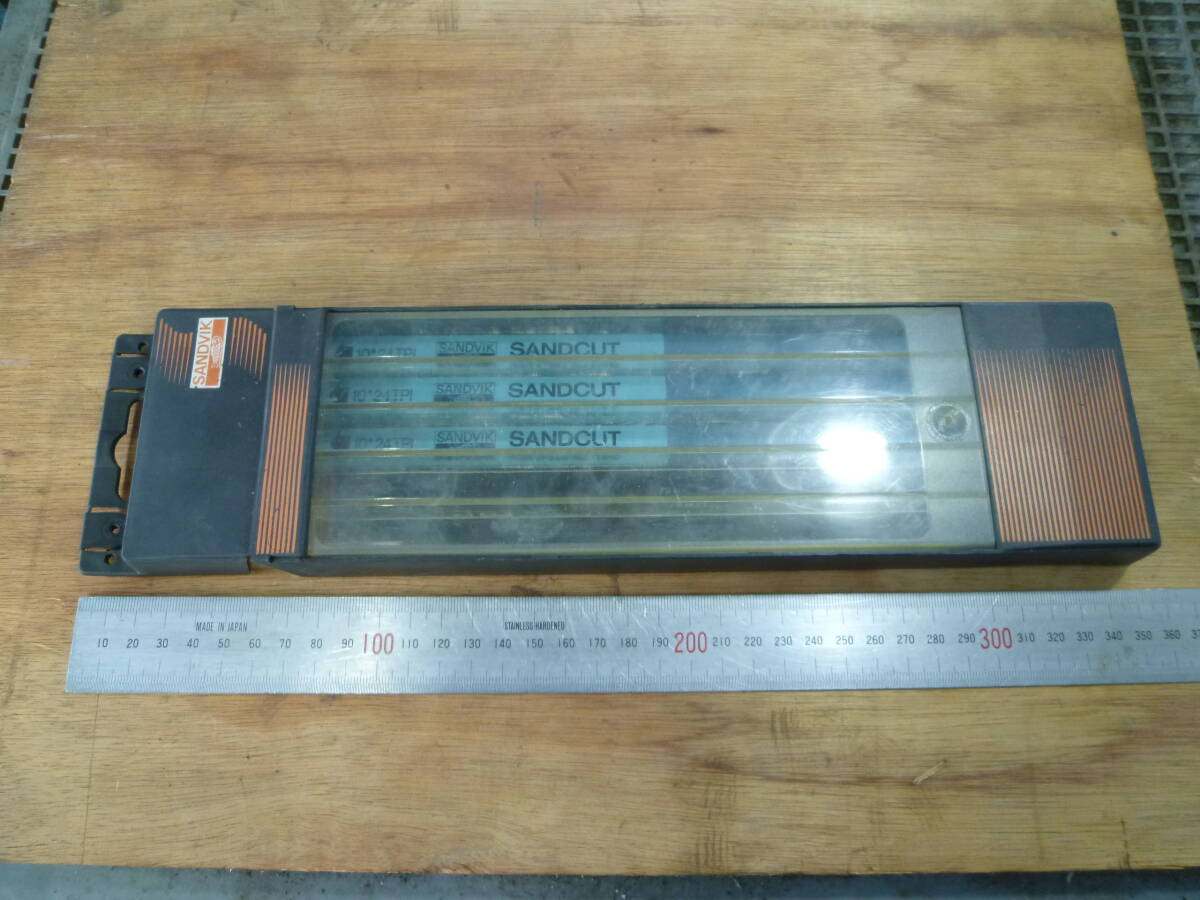 SANDVIK
10"24TPI SANDVIK SANDCUT
10"24TPI SANDVIK SANDCUT
10"24TPI SANDVIK SANDCUT
MADE IN JAPAN STAINLESS HARDENED
10 20 30 40 50 60 70 80 90 100 110 120 130 140 150 160 170 180 190 200 210 220 230 240 250 260 270 280 290 300 310 320 330 340 350 360